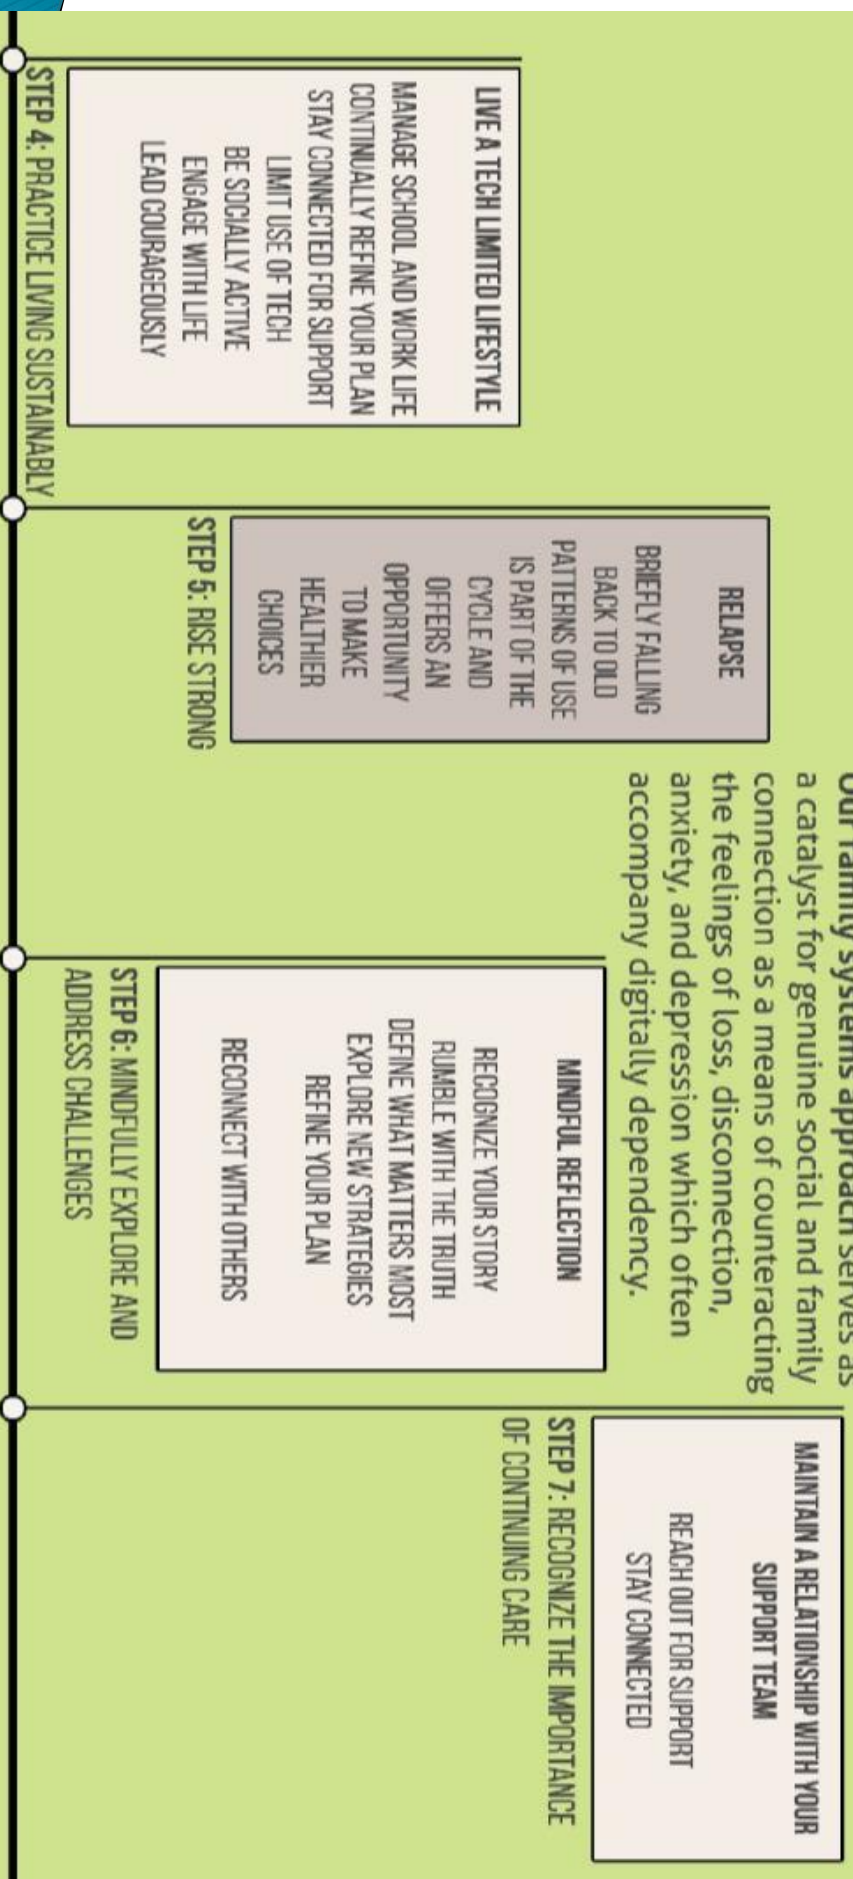 LIVE A TECH LIMITED LIFESTYLE
MANAGE SCHOOL AND WORK LIFE
CONTINUALLY REFINE YOUR PLAN
STAY CONNECTED FOR SUPPORT
LIMIT USE OF TECH
BE SOCIALLY ACTIVE
ENGAGE WITH LIFE
LEAD COURAGEOUSLY
STEP 4: PRACTICE LIVING SUSTAINABLY
RELAPSE
BRIEFLY FALLING
BACK TO OLD
PATTERNS OF USE
IS PART OF THE
CYCLE AND
OFFERS AN
OPPORTUNITY
TO MAKE
HEALTHIER
CHOICES
STEP 5: RISE STRONG
Our family systems approach serves as
a catalyst for genuine social and family
connection as a means of counteracting
the feelings of loss, disconnection,
anxiety, and depression which often
accompany digitally dependency.
MINDFUL REFLECTION
RECOGNIZE YOUR STORY
RUMBLE WITH THE TRUTH
DEFINE WHAT MATTERS MOST
EXPLORE NEW STRATEGIES
REFINE YOUR PLAN
RECONNECT WITH OTHERS
STEP 6: MINDFULLY EXPLORE AND
ADDRESS CHALLENGES
MAINTAIN A RELATIONSHIP WITH YOUR
SUPPORT TEAM
REACH OUT FOR SUPPORT
STAY CONNECTED
STEP 7: RECOGNIZE THE IMPORTANCE
OF CONTINUING CARE